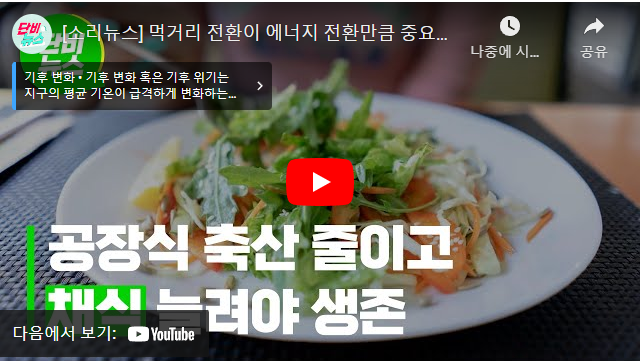 단비뉴스
[소리뉴스] 먹거리 전환이 에너지 전환만큼 중요...
나중에 시...
공유
기후 변화 • 기후 변화 혹은 기후 위기는
지구의 평균 기온이 급격하게 변화하는...
공장식 축산 줄이고
채식 늘려야 생존
다음에서 보기: YouTube